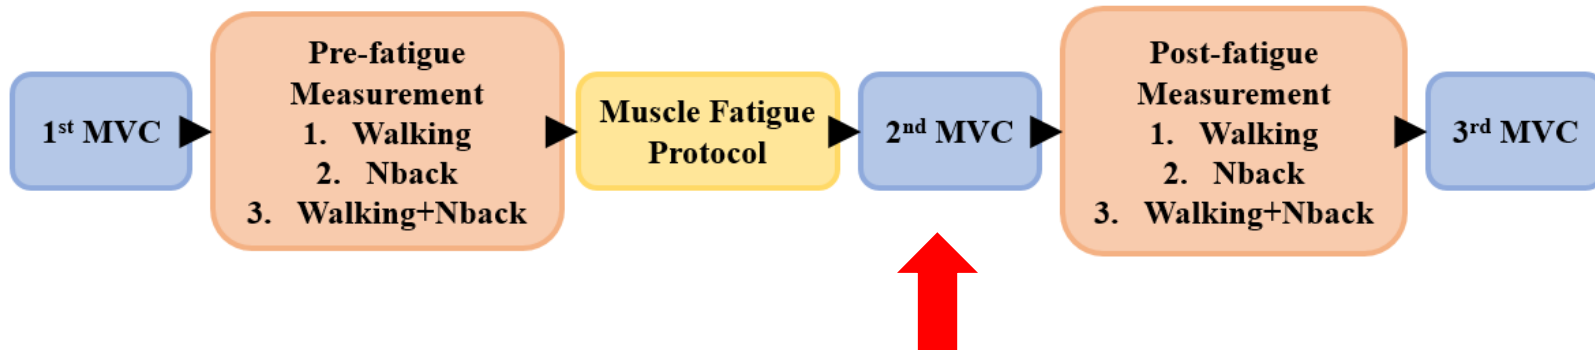 1st MVC
Pre-fatigue
Measurement
1. Walking
2. Nback
3. Walking+Nback
Muscle Fatigue
Protocol
2nd MVC
Post-fatigue
Measurement
1. Walking
2. Nback
3. Walking+Nback
3rd MVC